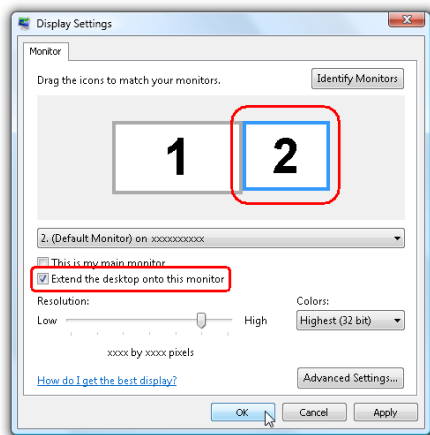 Display Settings
Monitor
Drag the icons to match your monitors.
Identify Monitors
1
2
2. (Default Monitor) on xxxxxxxxxx
This is my main monitor
Extend the desktop onto this monitor
Resolution:
Colors:
Low
High
Highest (32 bit)
xxxx by xxxx pixels
How do I get the best display?
Advanced Settings...
OK
Cancel
Apply